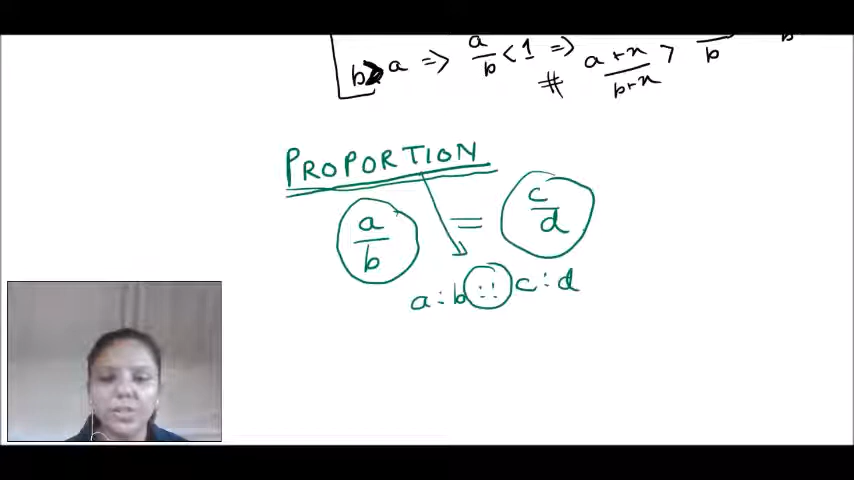 b > a => a/b < 1 => a+x/b+x > /b b
#
PROPORTION
a/b = c/d
a : b :: c : d